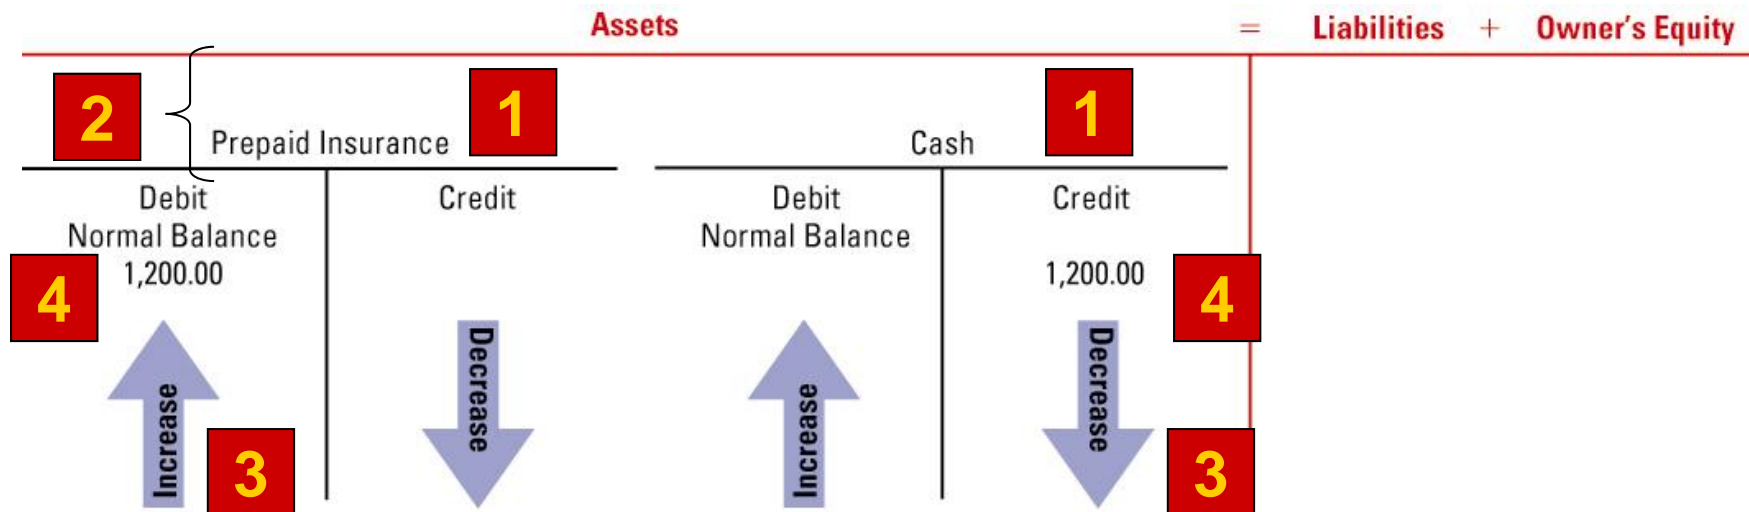 Assets = Liabilities + Owner's Equity
2 1 1
Prepaid Insurance Cash
Debit Credit Debit Credit
Normal Balance Normal Balance
4 1,200.00 1,200.00 4
Increase Decrease Increase Decrease
3 3